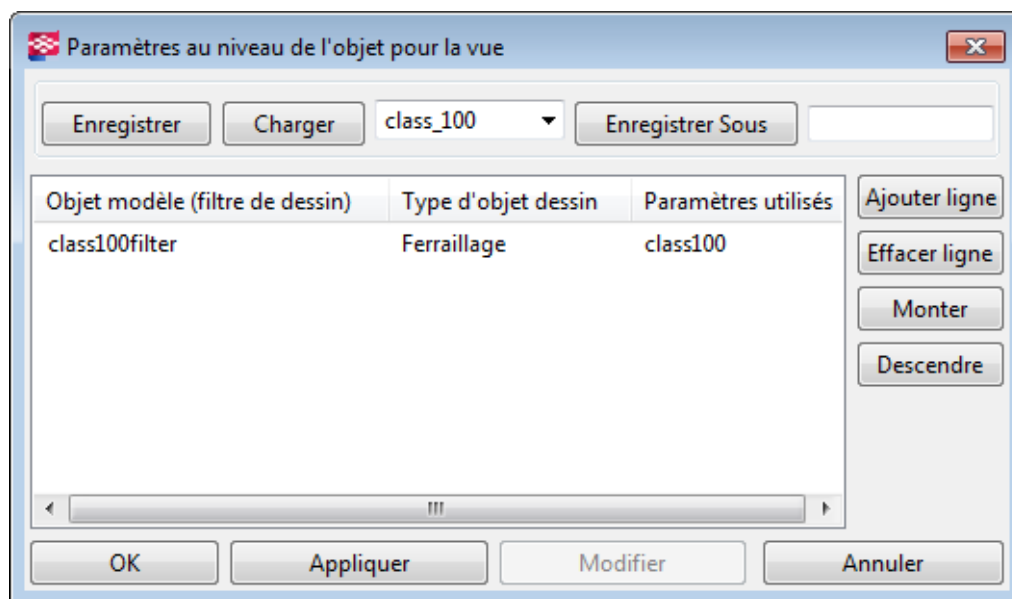 Paramètres au niveau de l'objet pour la vue
Enregistrer Charger class_100 Enregistrer Sous
Objet modèle (filtre de dessin) Type d'objet dessin Paramètres utilisés Ajouter ligne
class100filter Ferraillage class100 Effacer ligne
Monter
Descendre
OK Appliquer Modifier Annuler